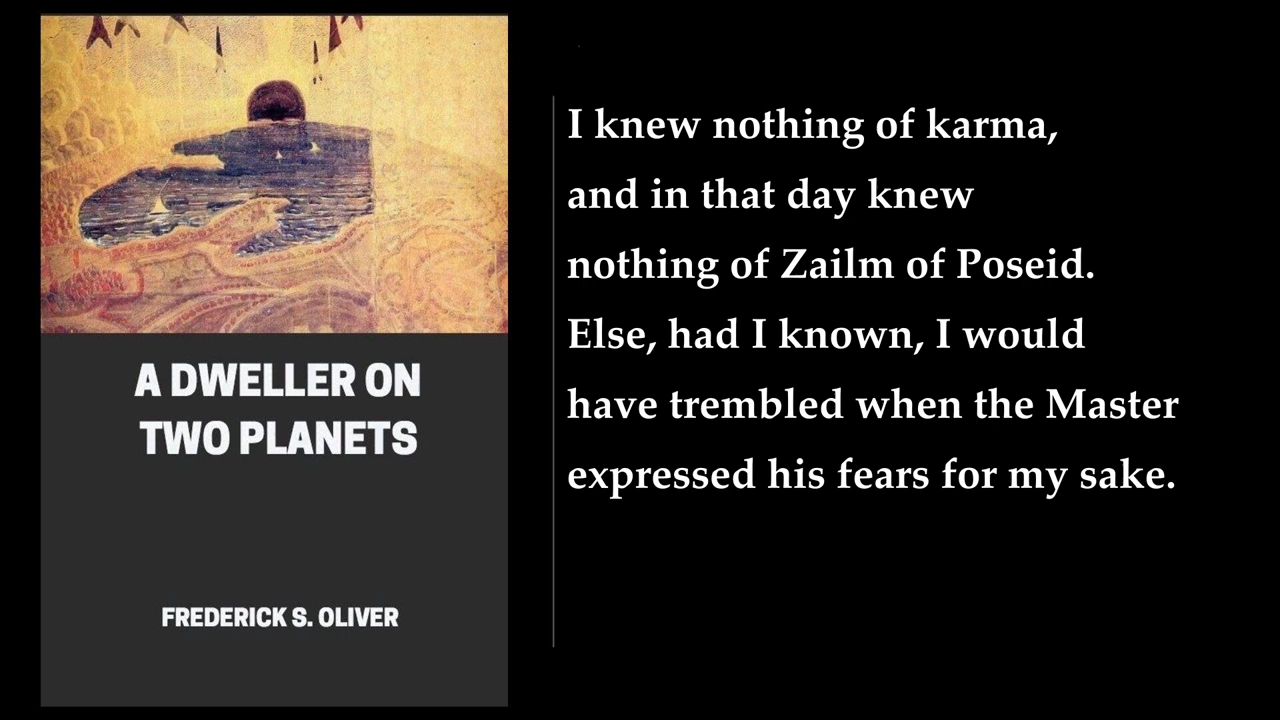 A DWELLER ON
TWO PLANETS
FREDERICK S. OLIVER
I knew nothing of karma,
and in that day knew
nothing of Zailm of Poseid.
Else, had I known, I would
have trembled when the Master
expressed his fears for my sake.